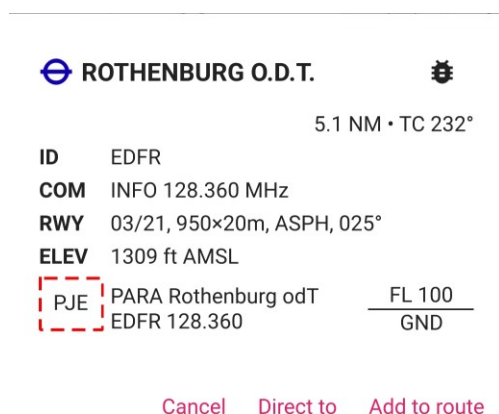 ROTHENBURG O.D.T.
5.1 NM • TC 232°
ID EDFR
COM INFO 128.360 MHz
RWY 03/21, 950×20m, ASPH, 025°
ELEV 1309 ft AMSL
PJE PARA Rothenburg odT FL 100
EDFR 128.360 GND
Cancel Direct to Add to route